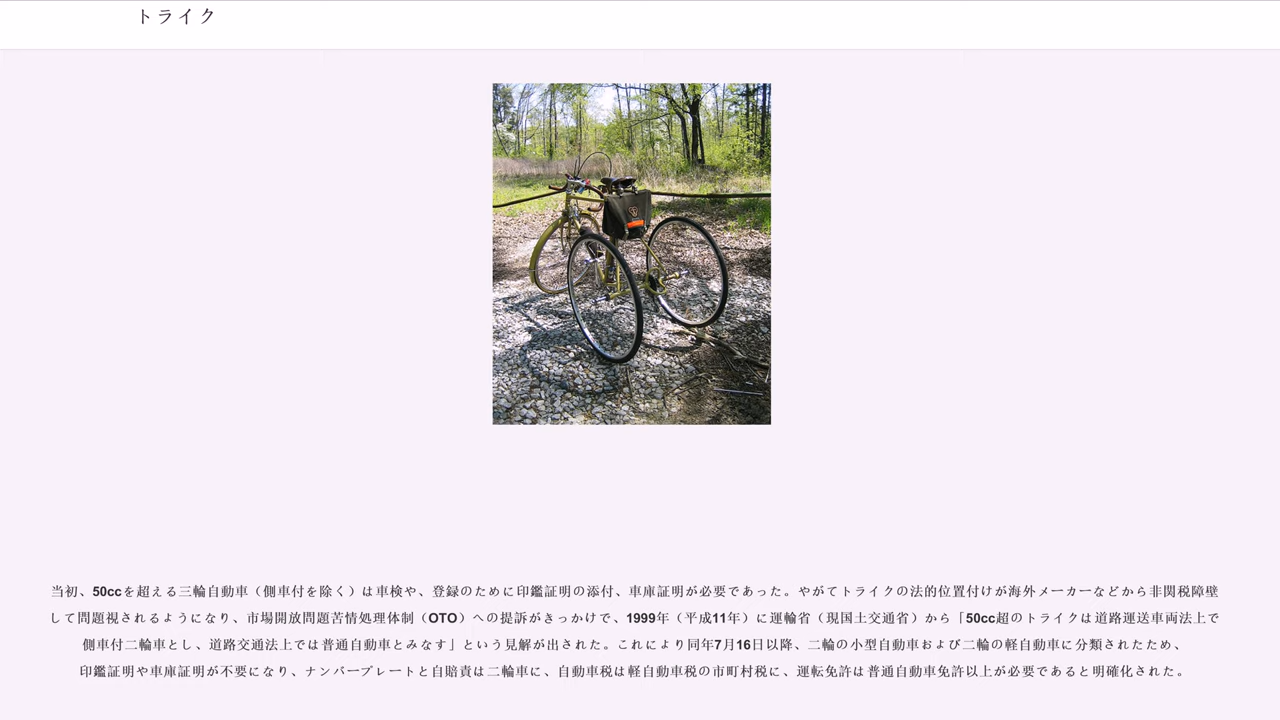 トライク
当初、50ccを超える三輪自動車（側車付を除く）は車検や、登録のために印鑑証明の添付、車庫証明が必要であった。やがてトライクの法的位置付けが海外メーカーなどから非関税障壁
して問題視されるようになり、市場開放問題苦情処理体制（OTO）への提訴がきっかけで、1999年（平成11年）に運輸省（現国土交通省）から「50cc超のトライクは道路運送車両法上で
側車付二輪車とし、道路交通法上では普通自動車とみなす」という見解が出された。これにより同年7月16日以降、二輪の小型自動車および二輪の軽自動車に分類されたため、
印鑑証明や車庫証明が不要になり、ナンバープレートと自賠責は二輪車に、自動車税は軽自動車税の市町村税に、運転免許は普通自動車免許以上が必要であると明確化された。